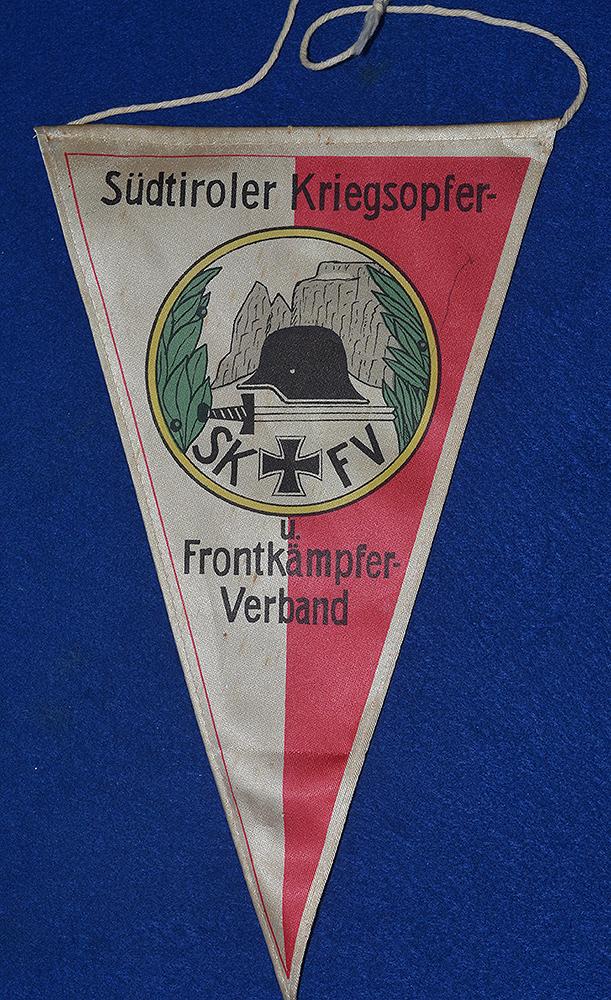 Südtiroler Kriegsopfer-
SK FV
u.
Frontkämpfer-
Verband